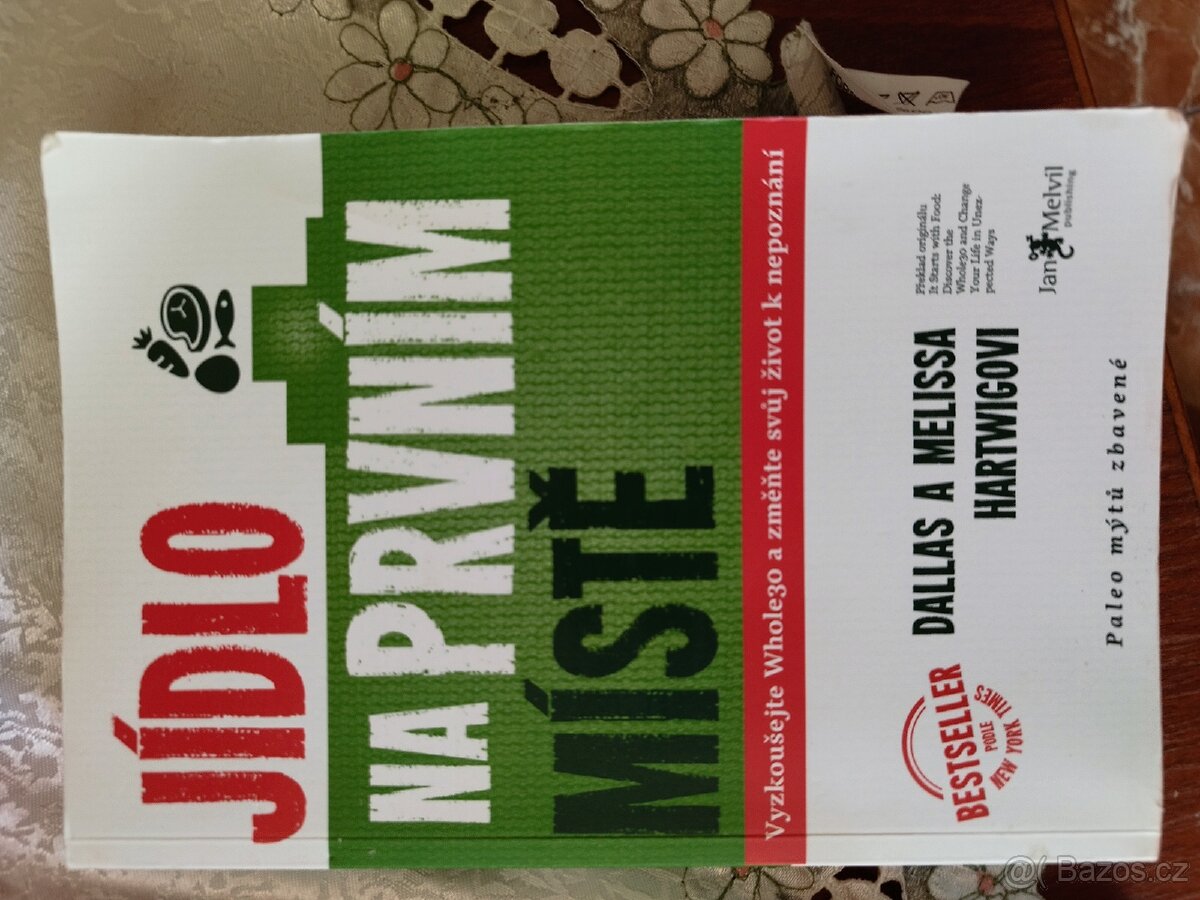 JÍDLO
NA PRVNÍM
MÍSTĚ
Vyzkoušejte Whole30 a změňte svůj život k nepoznání
BESTSELLER
PODLE
NEW YORK TIMES
DALLAS A MELISSA
HARTWIGOVI
Překlad originálu
It Starts with Food:
Discover the
Whole30 and Change
Your Life in Unex-
pected Ways
Jan Melvil
publishing
Paleo mýtů zbavené
@( Bazos.cz